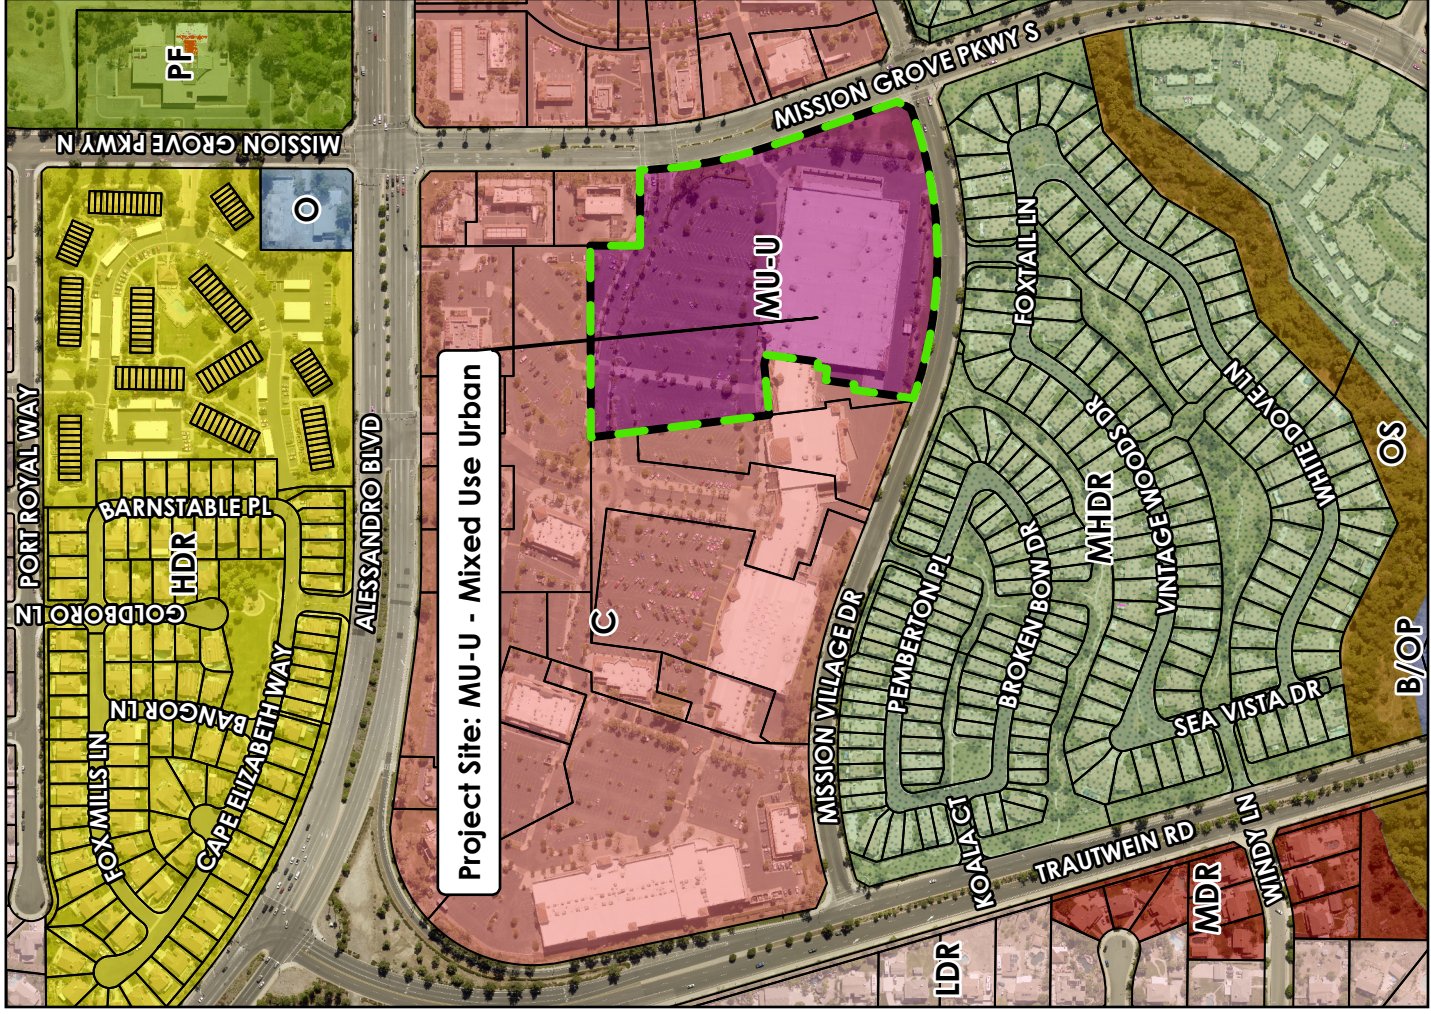 PF
MISSION GROVE PKWY N
MISSION GROVE PKWY S
O
PORT ROYAL WAY
BARNSTABLE PL
HDR
GOLDBORO LN
BANGOR LN
FOX MILLS LN
CAPE ELIZABETH WAY
ALESSANDRO BLVD
Project Site: MU-U - Mixed Use Urban
MU-U
C
MISSION VILLAGE DR
FOXTAIL LN
WHITE DOVE LN
VINTAGE WOODS DR
MHDR
PEMBERTON PL
BROKEN BOW DR
SEA VISTA DR
KOALA CT
TRAUTWEIN RD
WINDY LN
OS
B/OP
MDR
LDR